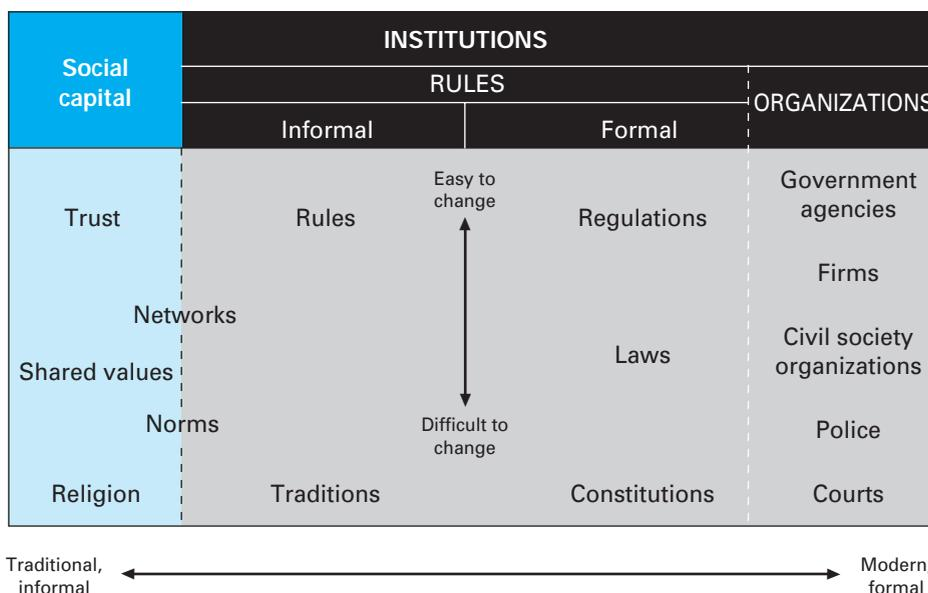 INSTITUTIONS
Social
capital
RULES
ORGANIZATIONS
Informal
Formal
Easy to
change
Government
agencies
Trust
Rules
Regulations
Firms
Networks
Civil society
organizations
Laws
Shared values
Norms
Difficult to
change
Police
Religion
Traditions
Constitutions
Courts
Traditional,
informal
Modern,
formal